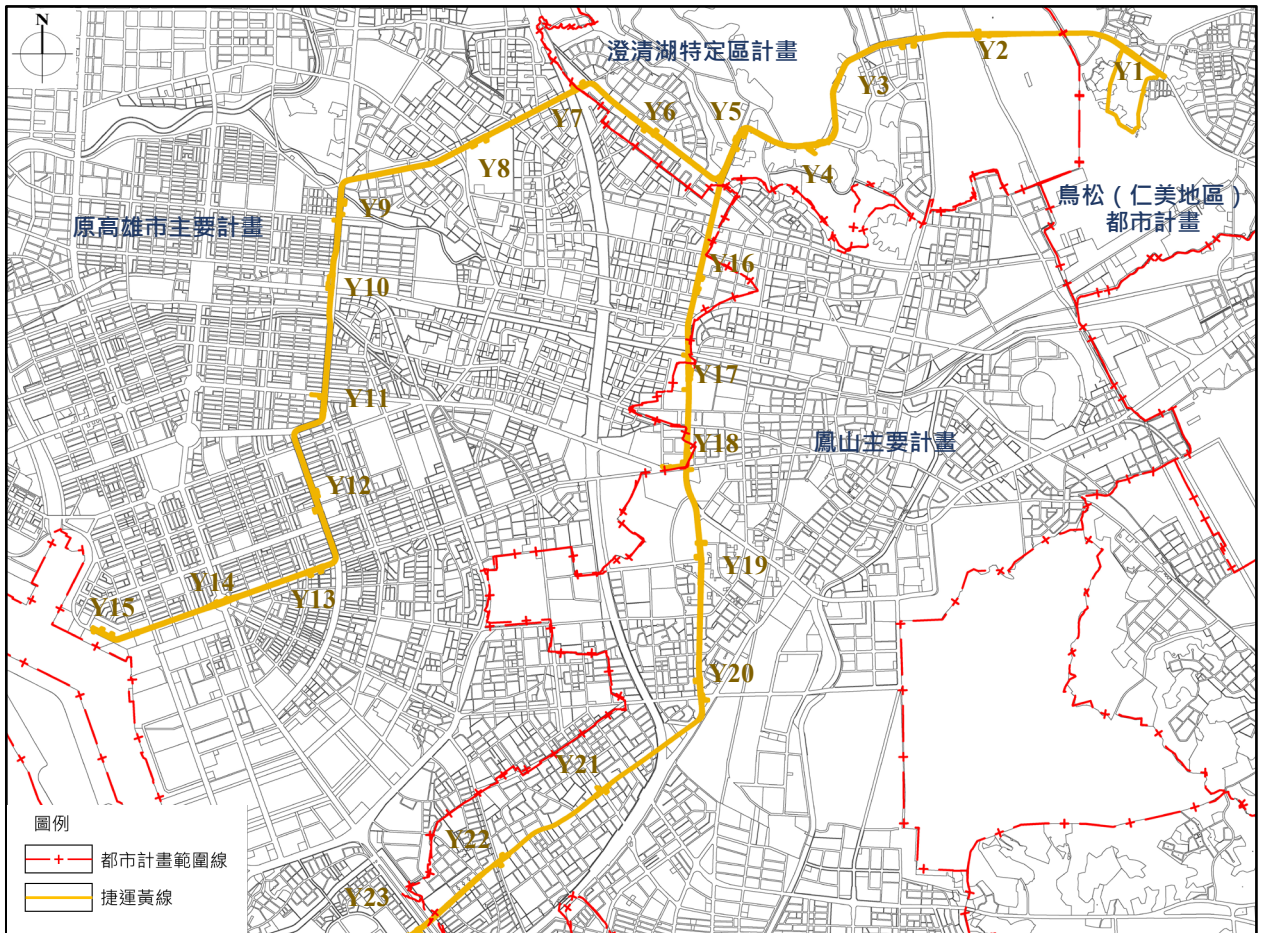 N
澄清湖特定區計畫
Y2
Y1
Y3
Y5
Y6
Y7
Y4
Y8
鳥松（仁美地區）
都市計畫
Y9
原高雄市主要計畫
Y16
Y10
Y17
Y11
Y18
鳳山主要計畫
Y12
Y19
Y14
Y13
Y15
Y20
Y21
Y22
Y23
圖例
都市計畫範圍線
捷運黃線